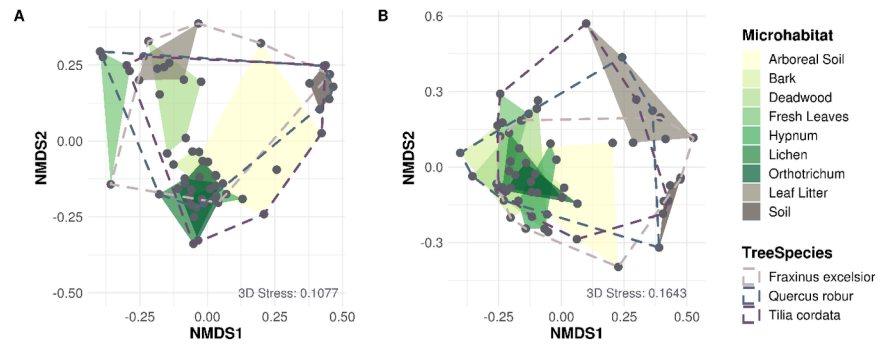 A
NMDS2
0.25
0.00
-0.25
-0.50
3D Stress: 0.1077
-0.25
0.00
0.25
0.50
NMDS1
B
NMDS2
0.6
0.3
0.0
-0.3
3D Stress: 0.1643
-0.25
0.00
0.25
0.50
NMDS1
Microhabitat
Arboreal Soil
Bark
Deadwood
Fresh Leaves
Hypnum
Lichen
Orthotrichum
Leaf Litter
Soil
TreeSpecies
Fraxinus excelsior
Quercus robur
Tilia cordata